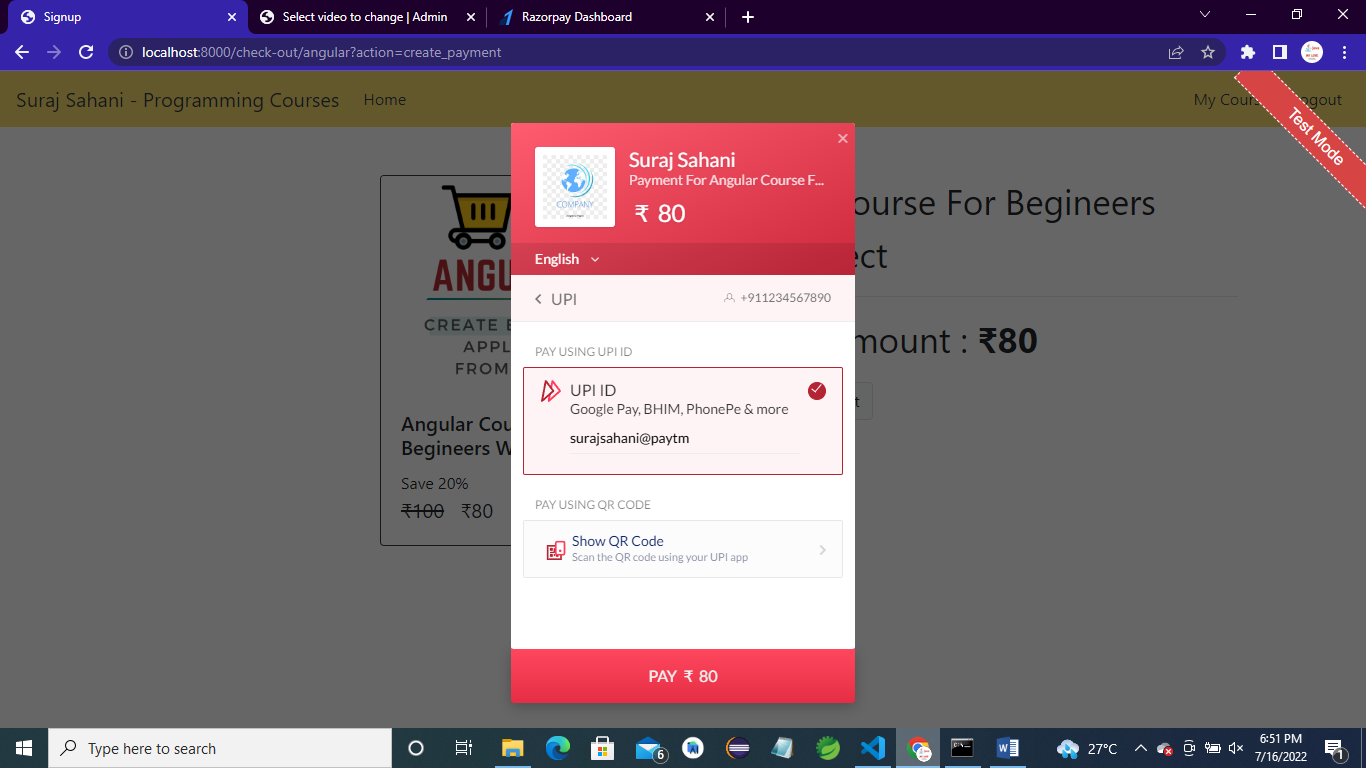 Signup
Select video to change | Admin
Razorpay Dashboard
localhost:8000/check-out/angular?action=create_payment
Suraj Sahani - Programming Courses
Home
My Cour
ogout
Test Mode
Suraj Sahani
Payment For Angular Course F...
₹ 80
COMPANY
English
UPI
+911234567890
PAY USING UPI ID
UPI ID
Google Pay, BHIM, PhonePe & more
surajsahani@paytm
PAY USING QR CODE
Show QR Code
Scan the QR code using your UPI app
PAY ₹ 80
ANGU
CREATE
APPL
FROM
Angular Cou
Begineers W
Save 20%
₹100 ₹80
ourse For Begineers
ect
mount : ₹80
t
Type here to search
6
27°C
6:51 PM
7/16/2022
1